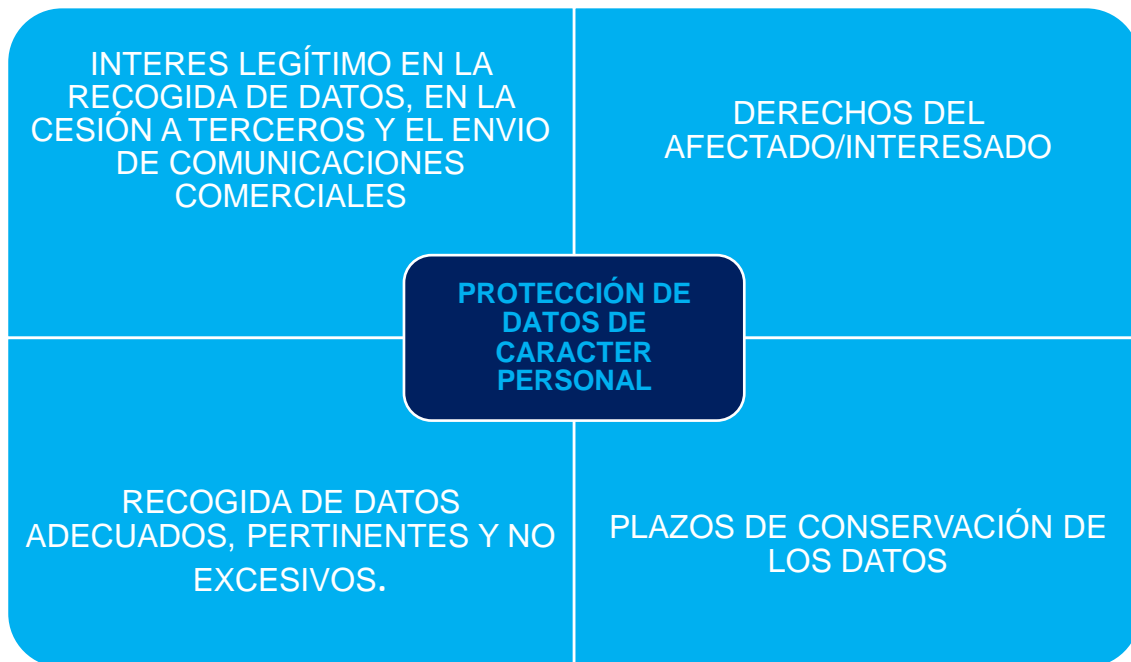 INTERES LEGÍTIMO EN LA
RECOGIDA DE DATOS, EN LA
CESIÓN A TERCEROS Y EL ENVIO
DE COMUNICACIONES
COMERCIALES
DERECHOS DEL
AFECTADO/INTERESADO
PROTECCIÓN DE
DATOS DE
CARACTER
PERSONAL
RECOGIDA DE DATOS
ADECUADOS, PERTINENTES Y NO
EXCESIVOS.
PLAZOS DE CONSERVACIÓN DE
LOS DATOS